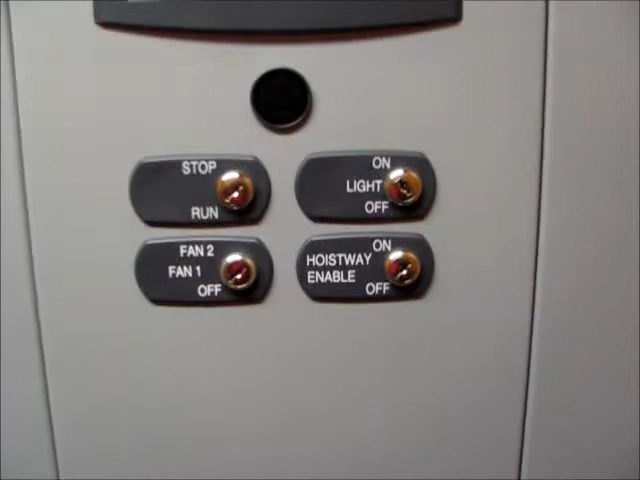 STOP
RUN
ON
LIGHT
OFF
FAN 2
FAN 1
OFF
ON
HOISTWAY
ENABLE
OFF